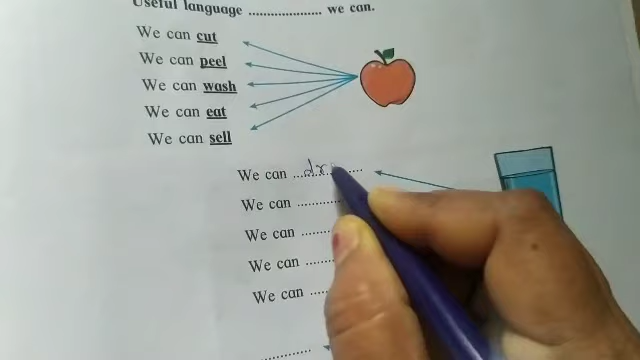 Useful language .................... we can.
We can cut
We can peel
We can wash
We can eat
We can sell
We can ...dr..........
We can ............
We can ........
We can .......
We can .....
..............